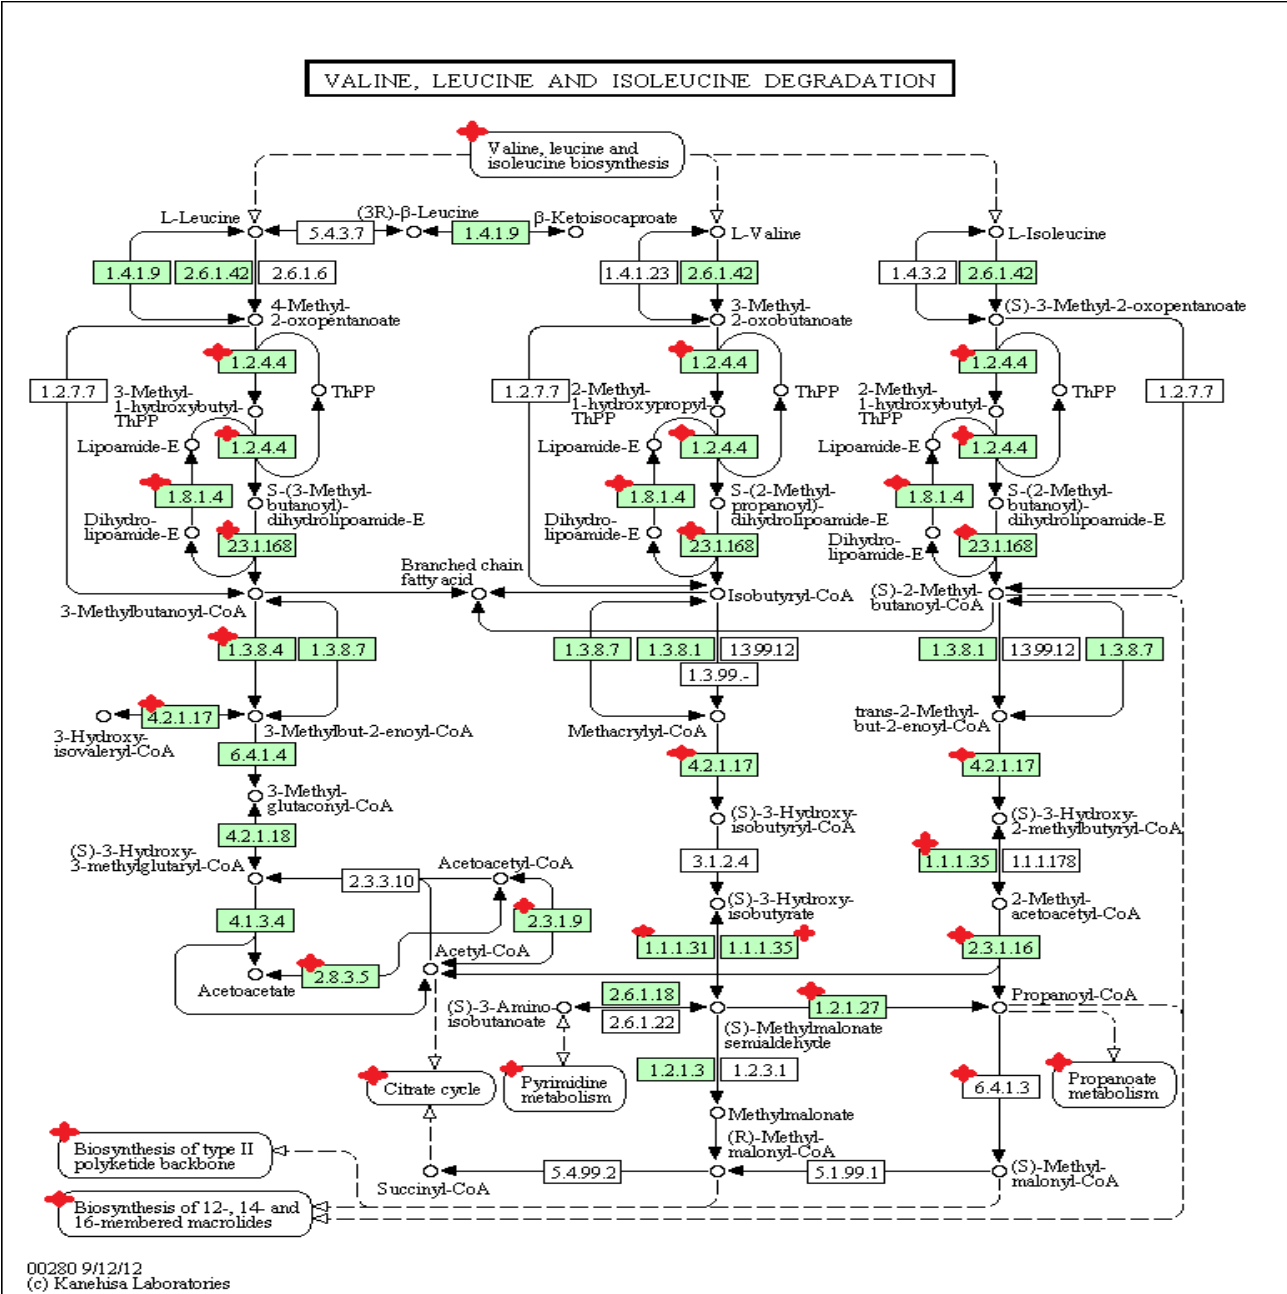 VALINE, LEUCINE AND ISOLEUCINE DEGRADATION
Valine, leucine and
isoleucine biosynthesis
L-Leucine
5.4.3.7
(3R)-β-Leucine
1.4.1.9
β-Ketoisocaproate
L-Valine
L-Isoleucine
1.4.1.9
2.6.1.42
2.6.1.6
1.4.1.23
2.6.1.42
1.4.3.2
2.6.1.42
4-Methyl-
2-oxopentanoate
3-Methyl-
2-oxobutanoate
(S)-3-Methyl-2-oxopentanoate
1.2.4.4
1.2.4.4
1.2.4.4
1.2.7.7
3-Methyl-
1-hydroxybutyl-
ThPP
ThPP
1.2.7.7
2-Methyl-
1-hydroxypropyl-
ThPP
ThPP
2-Methyl-
1-hydroxybutyl-
ThPP
ThPP
1.2.7.7
Lipoamide-E
1.2.4.4
Lipoamide-E
1.2.4.4
Lipoamide-E
1.2.4.4
1.8.1.4
S-(3-Methyl-
butanoyl)-
dihydrolipoamide-E
1.8.1.4
S-(2-Methyl-
propanoyl)-
dihydrolipoamide-E
1.8.1.4
S-(2-Methyl-
butanoyl)-
dihydrolipoamide-E
Dihydro-
lipoamide-E
2.3.1.168
Dihydro-
lipoamide-E
2.3.1.168
Dihydro-
lipoamide-E
2.3.1.168
Branched chain
fatty acid
3-Methylbutanoyl-CoA
Isobutyryl-CoA
(S)-2-Methyl-
butanoyl-CoA
1.3.8.4
1.3.8.7
1.3.8.7
1.3.8.1
1.3.99.12
1.3.99.-
1.3.8.1
1.3.99.12
1.3.8.7
4.2.1.17
3-Hydroxy-
isovaleryl-CoA
3-Methylbut-2-enoyl-CoA
Methacrylyl-CoA
trans-2-Methyl-
but-2-enoyl-CoA
6.4.1.4
4.2.1.17
4.2.1.17
3-Methyl-
glutaconyl-CoA
(S)-3-Hydroxy-
isobutyryl-CoA
(S)-3-Hydroxy-
2-methylbutyryl-CoA
4.2.1.18
(S)-3-Hydroxy-
3-methylglutaryl-CoA
2.3.3.10
Acetoacetyl-CoA
3.1.2.4
1.1.1.35
1.1.1.178
4.1.3.4
2.3.1.9
(S)-3-Hydroxy-
isobutyrate
2-Methyl-
acetoacetyl-CoA
1.1.1.31
1.1.1.35
2.3.1.16
Acetoacetate
2.8.3.5
Acetyl-CoA
(S)-3-Amino-
isobutanoate
2.6.1.18
2.6.1.22
1.2.1.27
Propanoyl-CoA
(S)-Methylmalonate
semialdehyde
Citrate cycle
Pyrimidine
metabolism
1.2.1.3
1.2.3.1
6.4.1.3
Propanoate
metabolism
Methylmalonate
Biosynthesis of type II
polyketide backbone
(R)-Methyl-
malonyl-CoA
Succinyl-CoA
5.4.99.2
5.1.99.1
(S)-Methyl-
malonyl-CoA
Biosynthesis of 12-, 14- and
16-membered macrolides
00280 9/12/12
(c) Kanehisa Laboratories